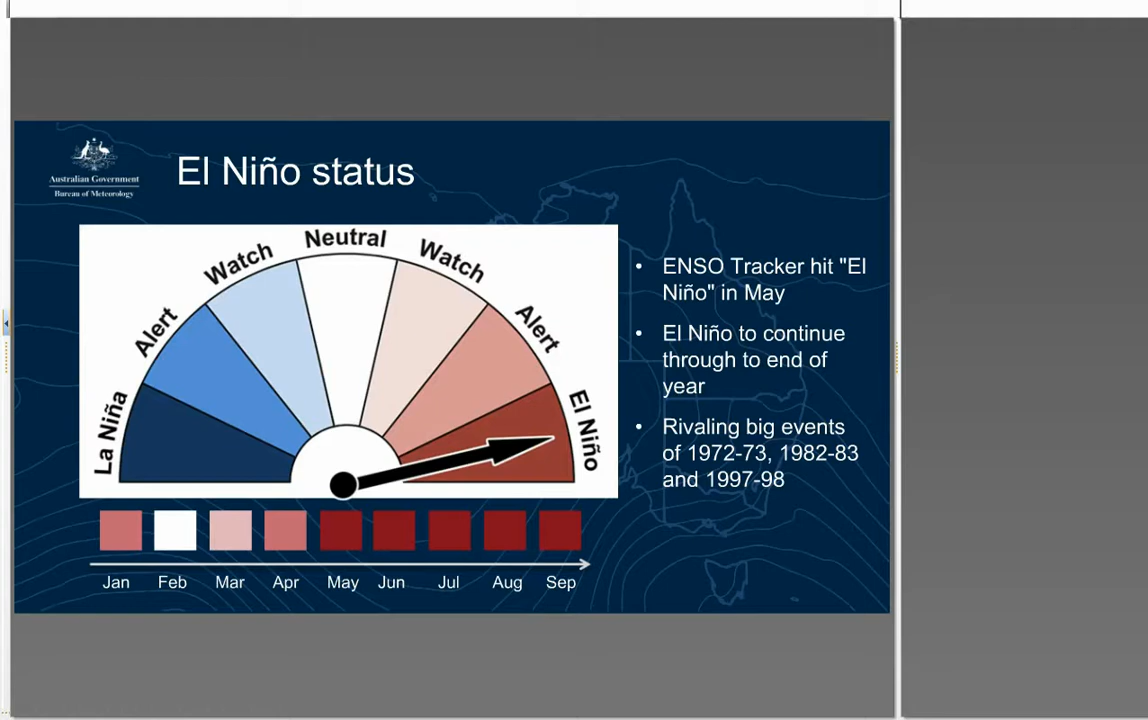 El Niño status
Australian Government
Bureau of Meteorology
La Niña
Alert
Watch
Neutral
Watch
Alert
El Niño
Jan Feb Mar Apr May Jun Jul Aug Sep
• ENSO Tracker hit "El
Niño" in May
• El Niño to continue
through to end of
year
• Rivaling big events
of 1972-73, 1982-83
and 1997-98